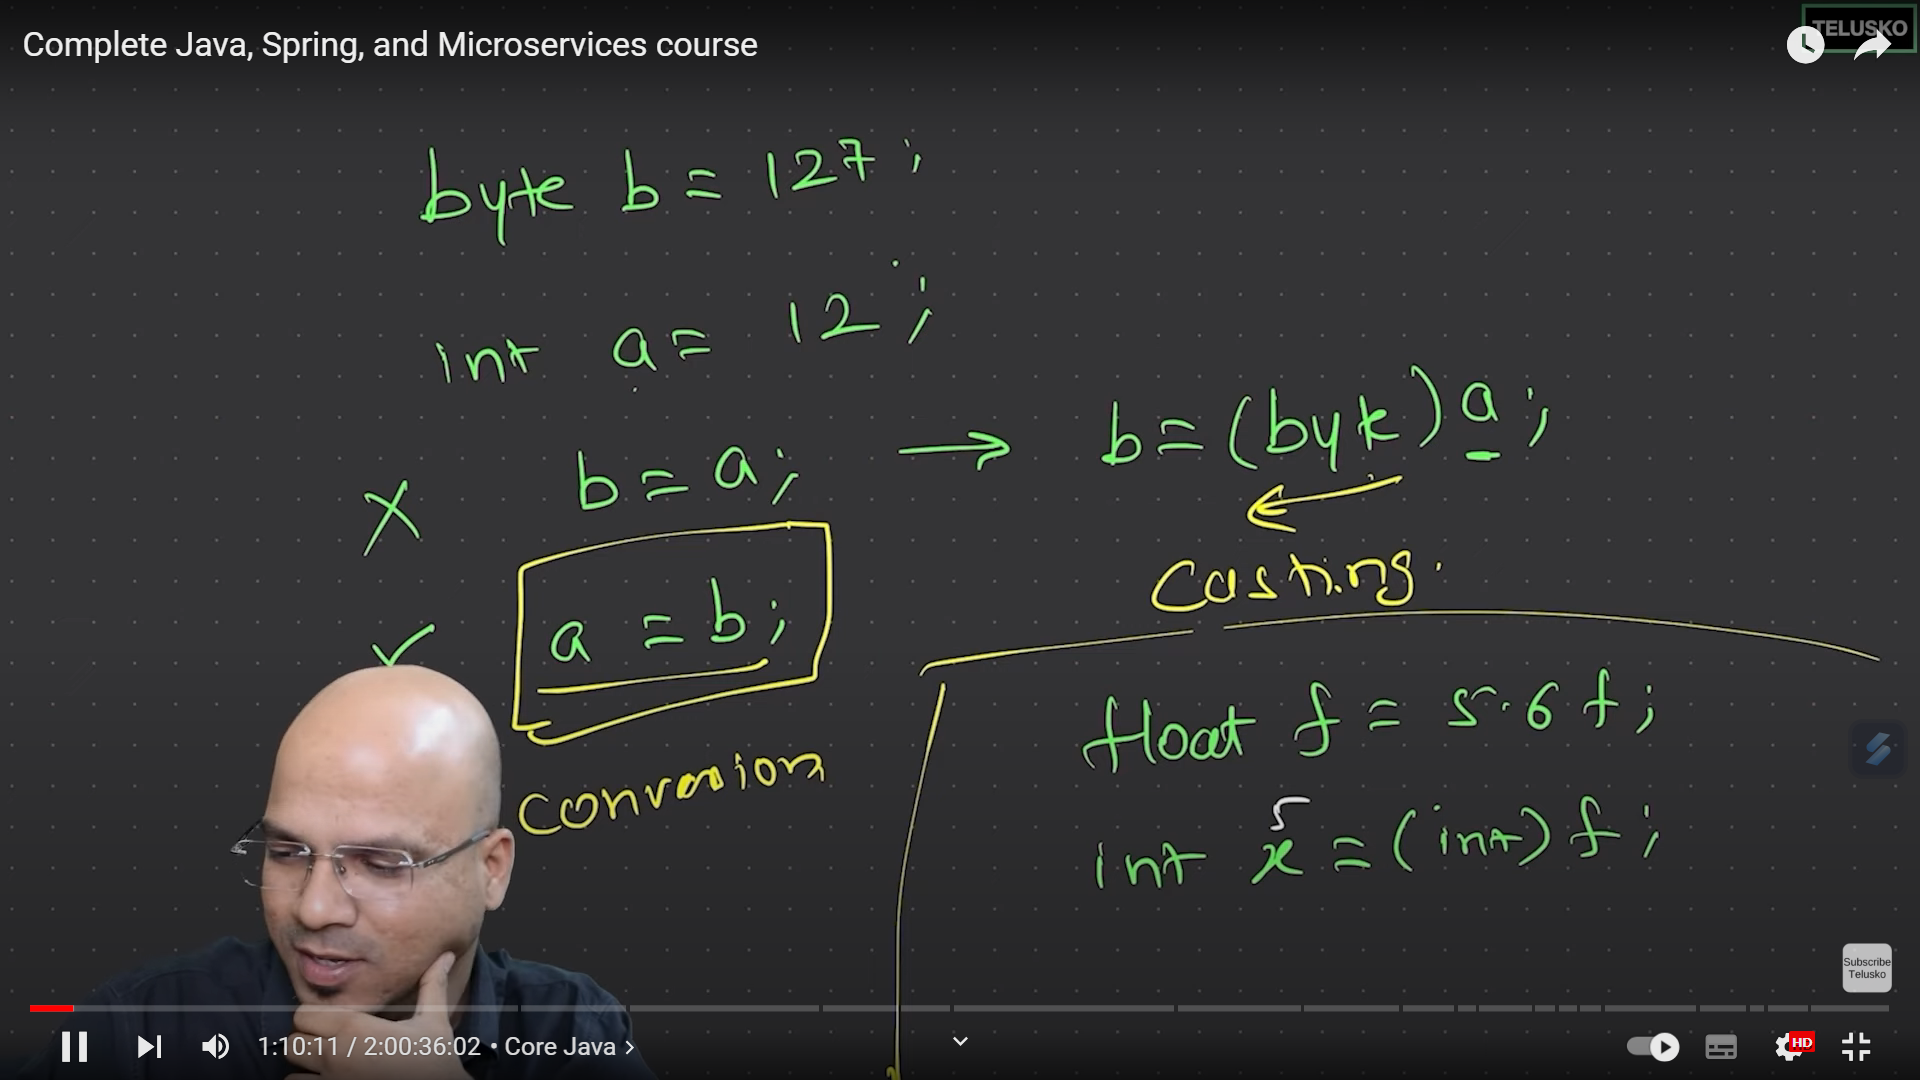 Complete Java, Spring, and Microservices course
TELUSKO
byte b = 127;
int a = 12;
b = a; → b = (byte) a;
X
Casting.
✓ a = b;
Conversion
float f = 5.6f;
5
int x = (int) f;
Subscribe
Telusko
1:10:11 / 2:00:36:02 • Core Java >
HD